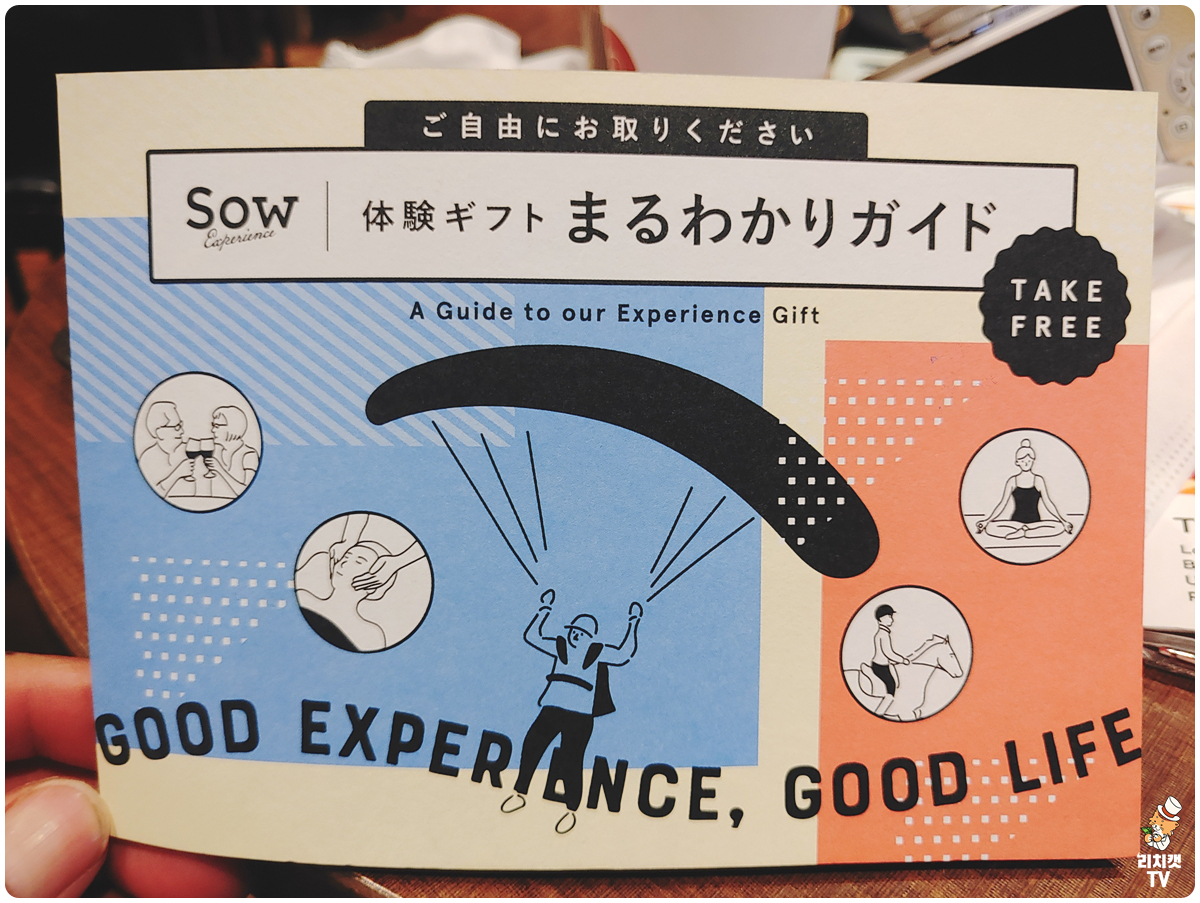 ご自由にお取りください
Sow
Experience
体験ギフト まるわかりガイド
TAKE
FREE
A Guide to our Experience Gift
GOOD EXPERIENCE, GOOD LIFE
리치캣
TV